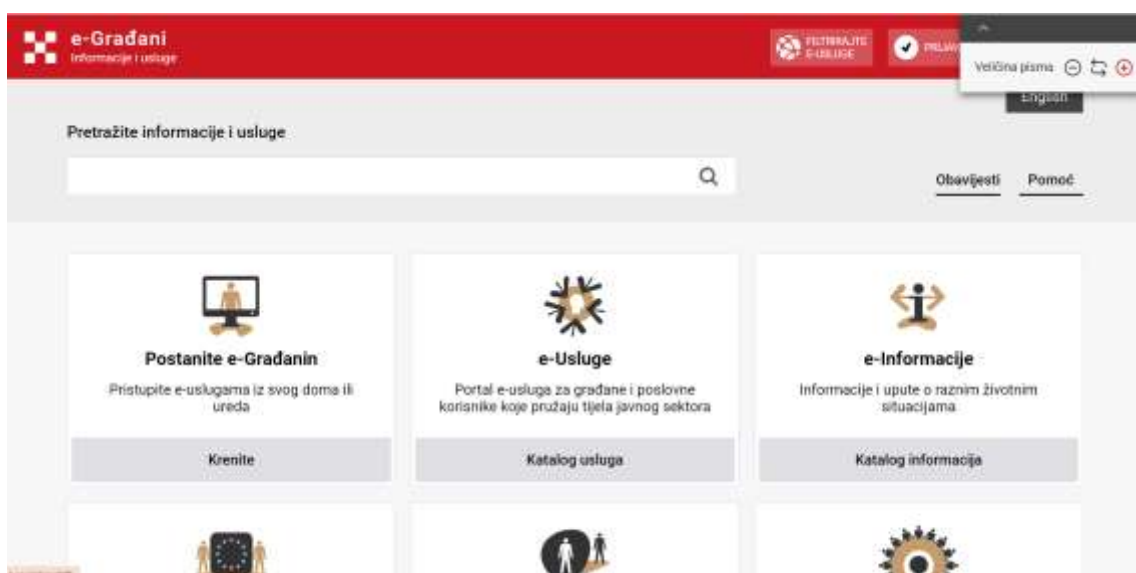 e-Građani
Informacije i usluge
FILTRIRAJTE
E-USLUGE
Veličina pisma
English
Pretražite informacije i usluge
Obavijesti Pomoć
Postanite e-Građanin
Pristupite e-uslugama iz svog doma ili
ureda
Krenite
e-Usluge
Portal e-usluga za građane i poslovne
korisnike koje pružaju tijela javnog sektora
Katalog usluga
e-Informacije
Informacije i upute o raznim životnim
situacijama
Katalog informacija